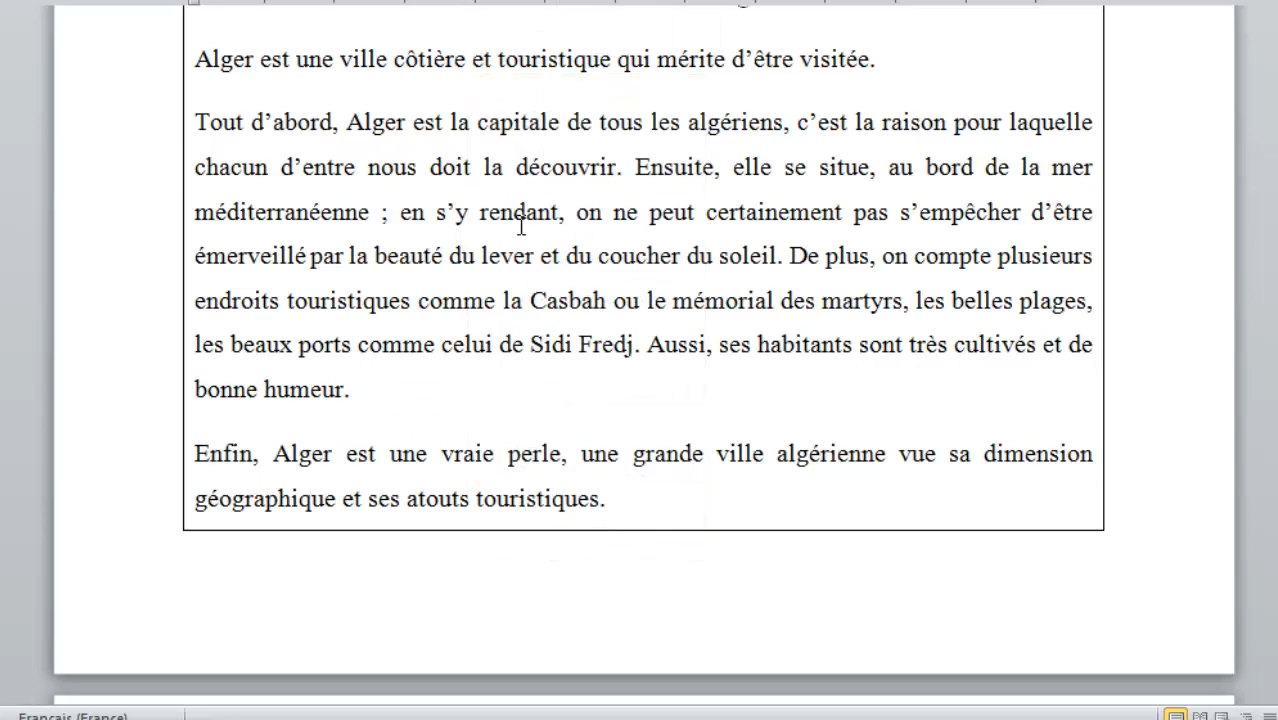 Alger est une ville côtière et touristique qui mérite d’être visitée.
Tout d’abord, Alger est la capitale de tous les algériens, c’est la raison pour laquelle
chacun d’entre nous doit la découvrir. Ensuite, elle se situe, au bord de la mer
méditerranéenne ; en s’y rendant, on ne peut certainement pas s’empêcher d’être
émerveillé par la beauté du lever et du coucher du soleil. De plus, on compte plusieurs
endroits touristiques comme la Casbah ou le mémorial des martyrs, les belles plages,
les beaux ports comme celui de Sidi Fredj. Aussi, ses habitants sont très cultivés et de
bonne humeur.
Enfin, Alger est une vraie perle, une grande ville algérienne vue sa dimension
géographique et ses atouts touristiques.
Français (France)